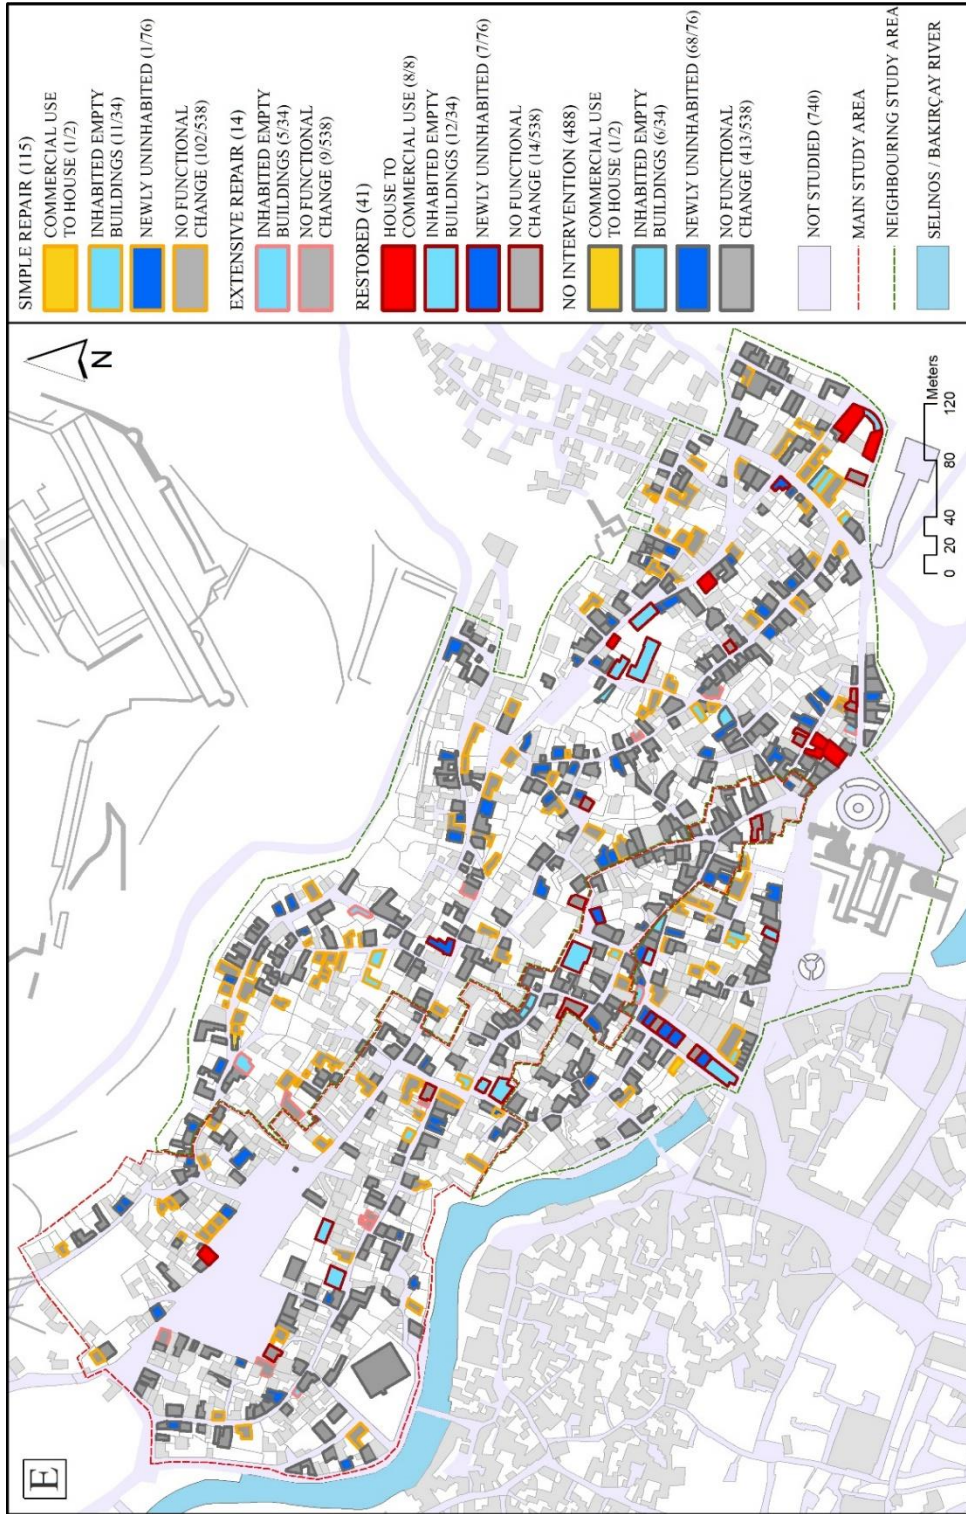 SIMPLE REPAIR (115)
COMMERCIAL USE
TO HOUSE (1/2)
INHABITED EMPTY
BUILDINGS (11/34)
NEWLY UNINHABITED (1/76)
NO FUNCTIONAL
CHANGE (102/538)
EXTENSIVE REPAIR (14)
INHABITED EMPTY
BUILDINGS (5/34)
NO FUNCTIONAL
CHANGE (9/538)
RESTORED (41)
HOUSE TO
COMMERCIAL USE (8/8)
INHABITED EMPTY
BUILDINGS (12/34)
NEWLY UNINHABITED (7/76)
NO FUNCTIONAL
CHANGE (14/538)
NO INTERVENTION (488)
COMMERCIAL USE
TO HOUSE (1/2)
INHABITED EMPTY
BUILDINGS (6/34)
NEWLY UNINHABITED (68/76)
NO FUNCTIONAL
CHANGE (413/538)
NOT STUDIED (740)
MAIN STUDY AREA
NEIGHBOURING STUDY AREA
SELINOS / BAKIRÇAY RIVER
E
N
Meters
0 20 40 80 120